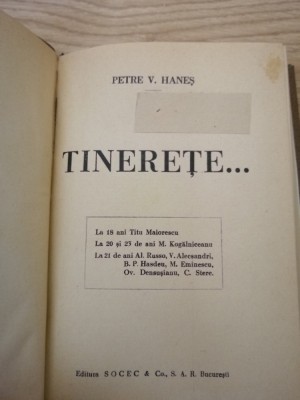 PETRE V. HANEȘ
TINEREȚE...
La 18 ani Titu Maiorescu
La 20 și 23 de ani M. Kogălniceanu
La 21 de ani Al. Russo, V. Alecsandri,
B. P. Hasdeu, M. Eminescu,
Ov. Densușianu, C. Stere.
Editura SOCEC & Co., S. A. R. București